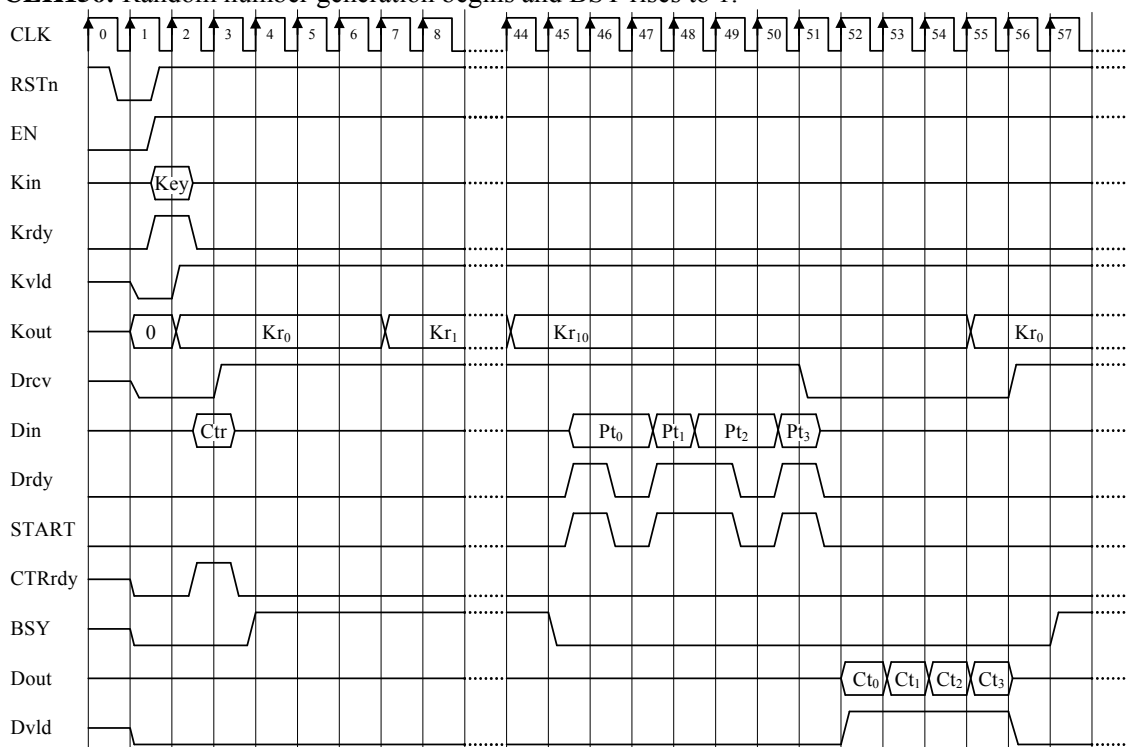 Random number generation begins and BSY rises to 1.
CLK 0 1 2 3 4 5 6 7 8 44 45 46 47 48 49 50 51 52 53 54 55 56 57
RSTn
EN
Kin Key
Krdy
Kvld
Kout 0 Kr₀ Kr₁ Kr₁₀ Kr₀
Drcv
Din Ctr Pt₀ Pt₁ Pt₂ Pt₃
Drdy
START
CTRrdy
BSY
Dout Ct₀ Ct₁ Ct₂ Ct₃
Dvld